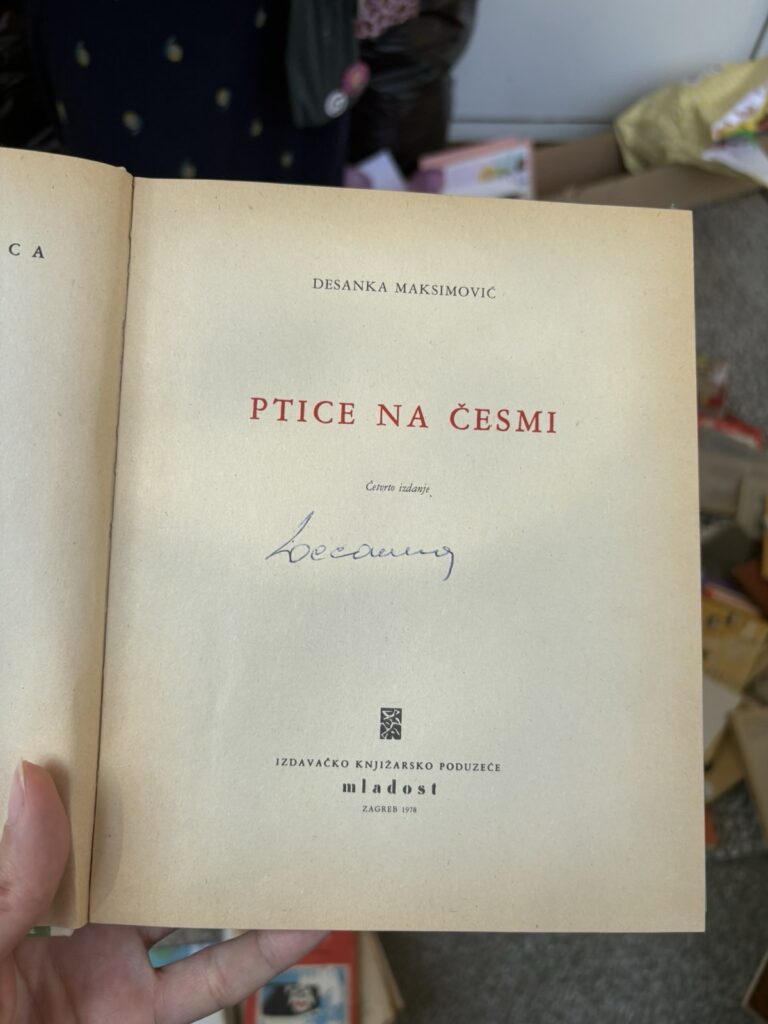 C A
DESANKA MAKSIMOVIĆ
PTICE NA ČESMI
Četvrto izdanje
Десанка
IZDAVAČKO KNJIŽARSKO PODUZEĆE
mladost
ZAGREB 1978